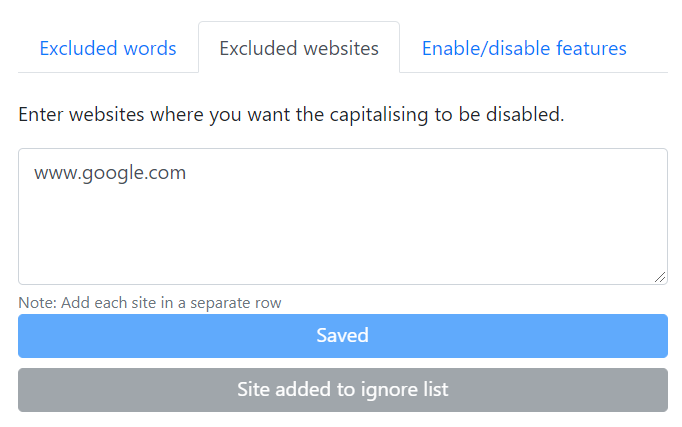 Excluded words Excluded websites Enable/disable features
Enter websites where you want the capitalising to be disabled.
www.google.com
Note: Add each site in a separate row
Saved
Site added to ignore list